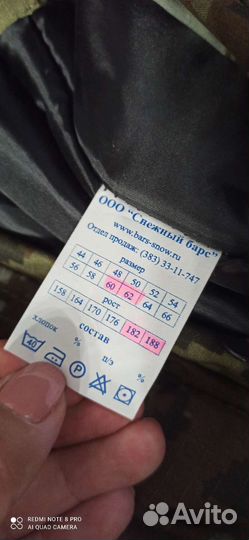 ООО "Снежный барс"
www.bars-snow.ru
Отдел продаж: (383) 33-11-747
размер
44 46 48 50 52 54
56 58 60 62 64 66
рост
158 164 170 176 182 188
состав
хлопок % п/э %
40
P
REDMI NOTE 8 PRO
AI QUAD CAMERA
Avito